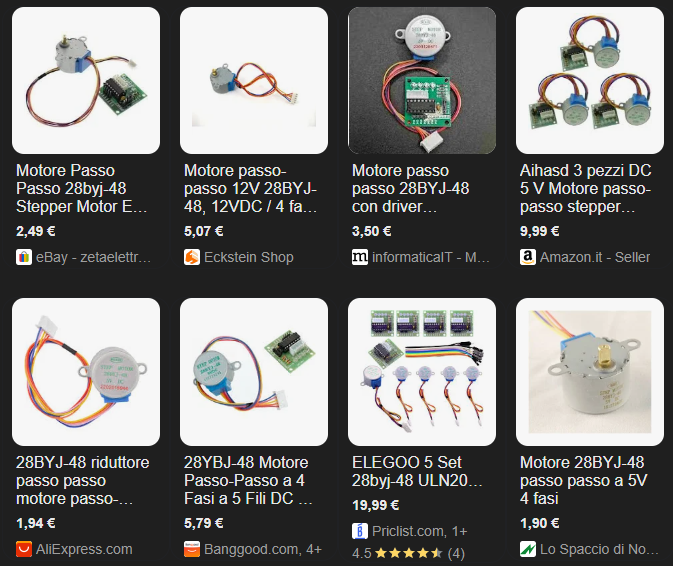 Motore Passo
Passo 28byj-48
Stepper Motor E...
2,49 €
eBay - zetaelettr...
Motore passo-
passo 12V 28BYJ-
48, 12VDC / 4 fa...
5,07 €
Eckstein Shop
Motore passo
passo 28BYJ-48
con driver...
3,50 €
informaticaIT - M...
Aihasd 3 pezzi DC
5 V Motore passo-
passo stepper...
9,99 €
Amazon.it - Seller
28BYJ-48 riduttore
passo passo
motore passo-...
1,94 €
AliExpress.com
28YBJ-48 Motore
Passo-Passo a 4
Fasi a 5 Fili DC ...
5,79 €
Banggood.com, 4+
ELEGOO 5 Set
28byj-48 ULN20...
19,99 €
Priclist.com, 1+
4.5 (4)
Motore 28BYJ-48
passo passo a 5V
4 fasi
1,90 €
Lo Spaccio di No...